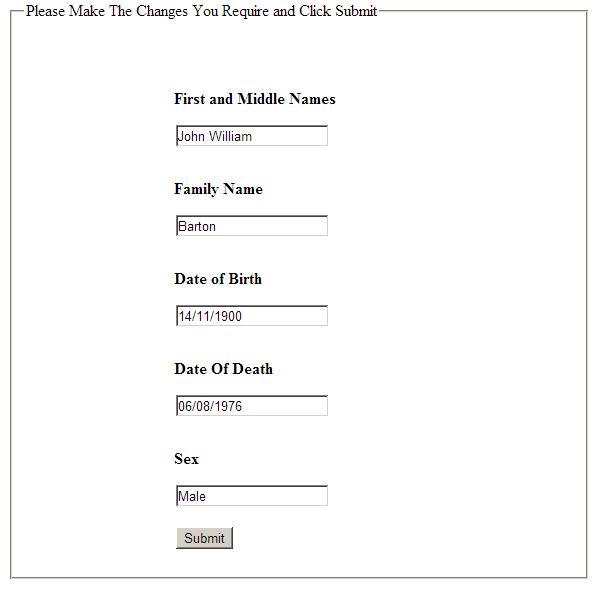 Please Make The Changes You Require and Click Submit
First and Middle Names
John William
Family Name
Barton
Date of Birth
14/11/1900
Date Of Death
06/08/1976
Sex
Male
Submit